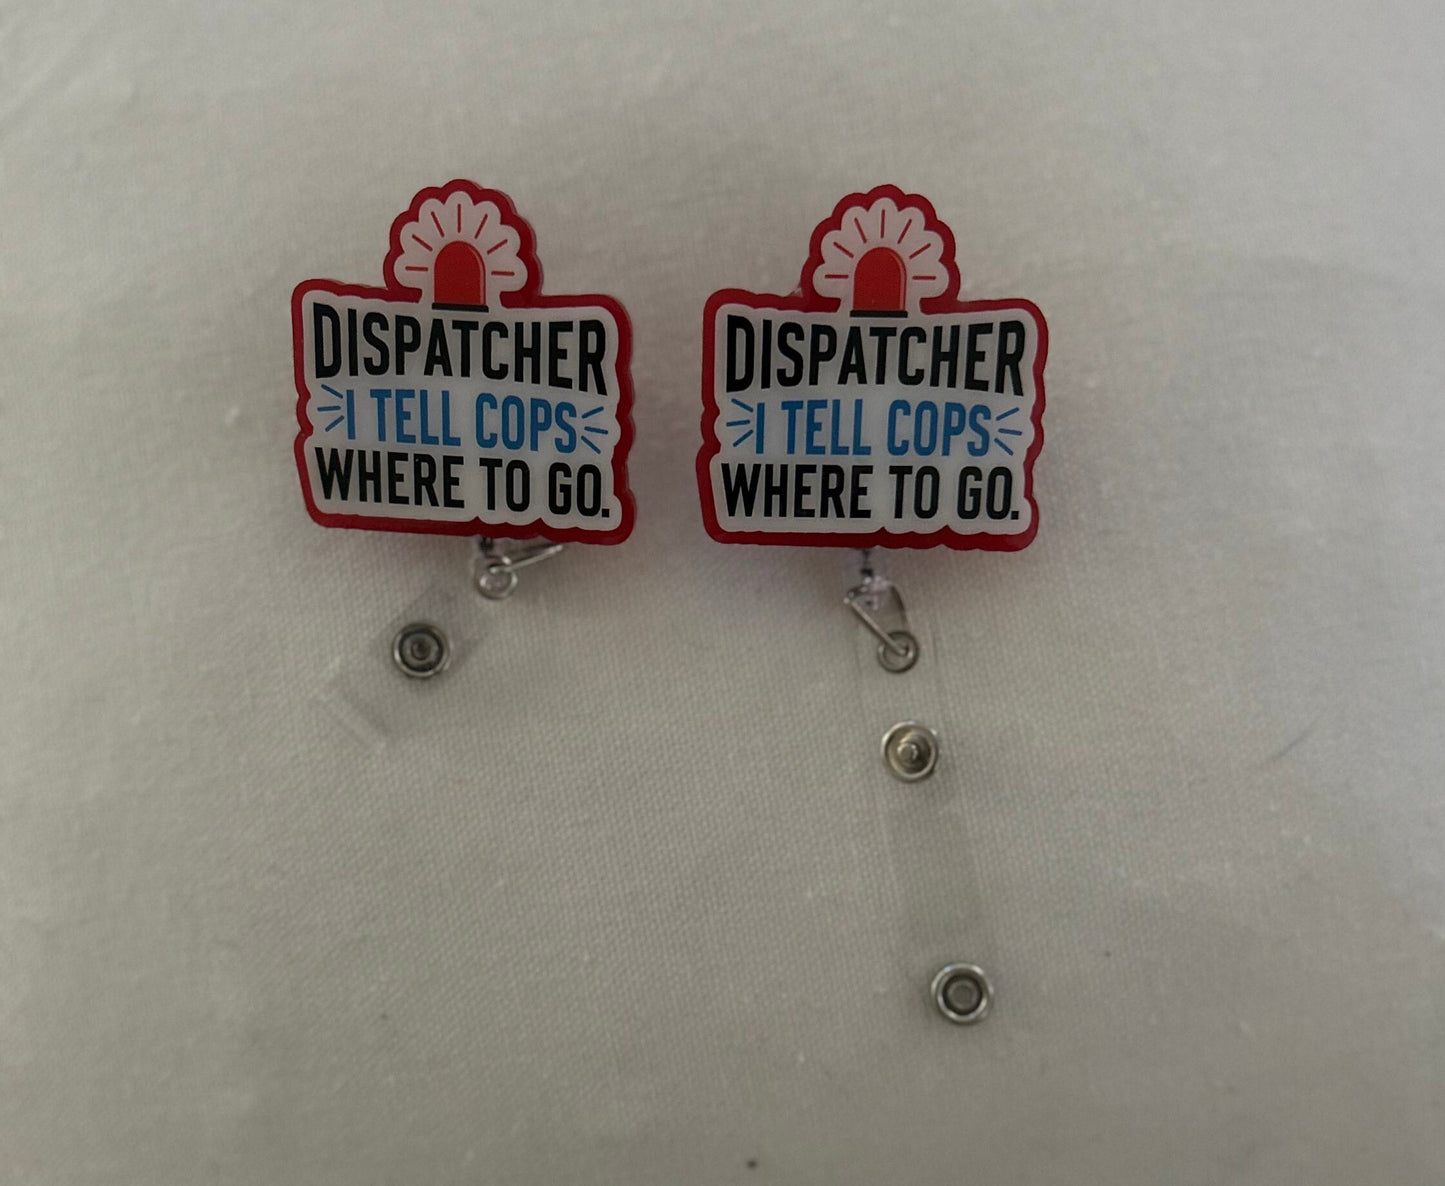 DISPATCHER
I TELL COPS
WHERE TO GO.
DISPATCHER
I TELL COPS
WHERE TO GO.